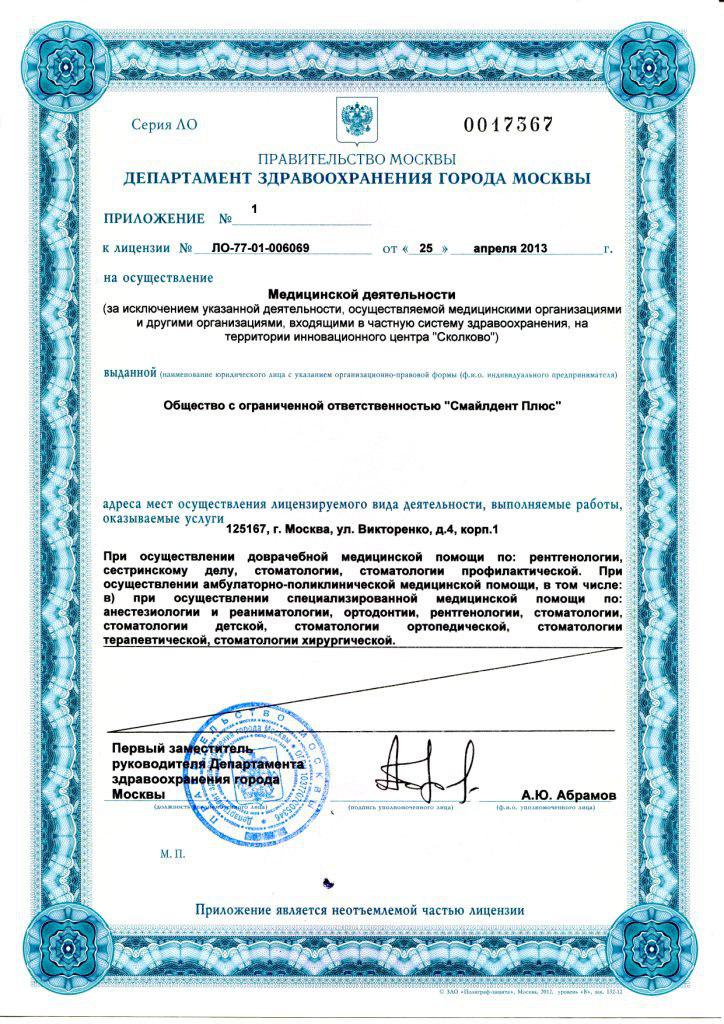 Серия ЛО
0017367
ПРАВИТЕЛЬСТВО МОСКВЫ
ДЕПАРТАМЕНТ ЗДРАВООХРАНЕНИЯ ГОРОДА МОСКВЫ
ПРИЛОЖЕНИЕ № 1
к лицензии № ЛО-77-01-006069 от « 25 » апреля 2013 г.
на осуществление
Медицинской деятельности
(за исключением указанной деятельности, осуществляемой медицинскими организациями
и другими организациями, входящими в частную систему здравоохранения, на
территории инновационного центра "Сколково")
выданной (наименование юридического лица с указанием организационно-правовой формы (ф.и.о. индивидуального предпринимателя)
Общество с ограниченной ответственностью "Смайлдент Плюс"
адреса мест осуществления лицензируемого вида деятельности, выполняемые работы,
оказываемые услуги
125167, г. Москва, ул. Викторенко, д.4, корп.1
При осуществлении доврачебной медицинской помощи по: рентгенологии,
сестринскому делу, стоматологии, стоматологии профилактической. При
осуществлении амбулаторно-поликлинической медицинской помощи, в том числе:
в) при осуществлении специализированной медицинской помощи по:
анестезиологии и реаниматологии, ортодонтии, рентгенологии, стоматологии,
стоматологии детской, стоматологии ортопедической, стоматологии
терапевтической, стоматологии хирургической.
Первый заместитель
руководителя Департамента
здравоохранения города
Москвы
А.Ю. Абрамов
(должность уполномоченного лица)
(подпись уполномоченного лица)
(ф.и.о. уполномоченного лица)
М. П.
Приложение является неотъемлемой частью лицензии
© ЗАО «Полиграф-защита», Москва, 2012, уровень «В», зак. 132-12